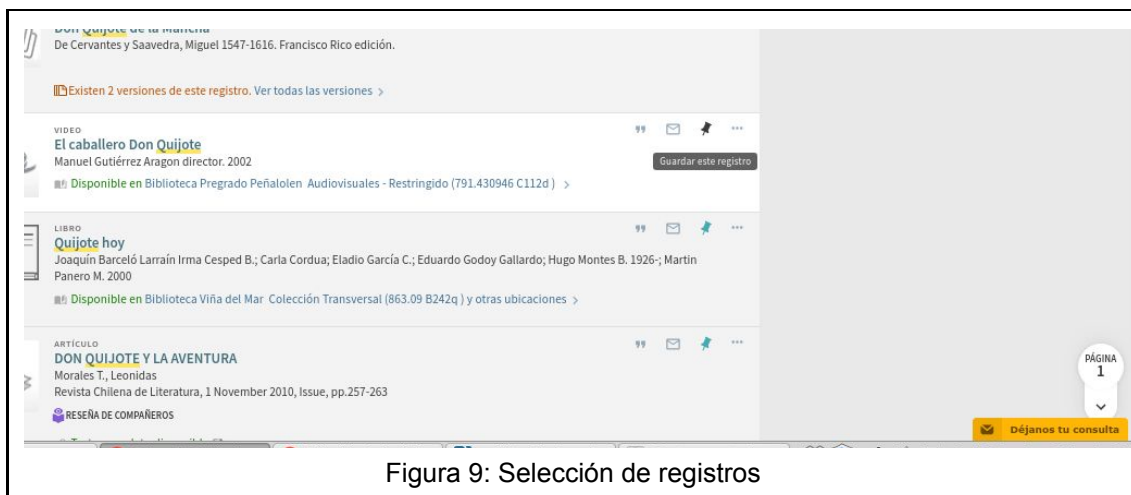 Don Quijote de la Mancha
De Cervantes y Saavedra, Miguel 1547-1616. Francisco Rico edición.
Existen 2 versiones de este registro. Ver todas las versiones >
VIDEO
El caballero Don Quijote
Manuel Gutiérrez Aragon director. 2002
Guardar este registro
Disponible en Biblioteca Pregrado Peñalolen Audiovisuales - Restringido (791.430946 C112d ) >
LIBRO
Quijote hoy
Joaquín Barceló Larraín Irma Cesped B.; Carla Cordua; Eladio García C.; Eduardo Godoy Gallardo; Hugo Montes B. 1926-; Martin
Panero M. 2000
Disponible en Biblioteca Viña del Mar Colección Transversal (863.09 B242q ) y otras ubicaciones >
ARTÍCULO
DON QUIJOTE Y LA AVENTURA
Morales T., Leonidas
Revista Chilena de Literatura, 1 November 2010, Issue, pp.257-263
RESEÑA DE COMPAÑEROS
PÁGINA
1
Déjanos tu consulta
Figura 9: Selección de registros